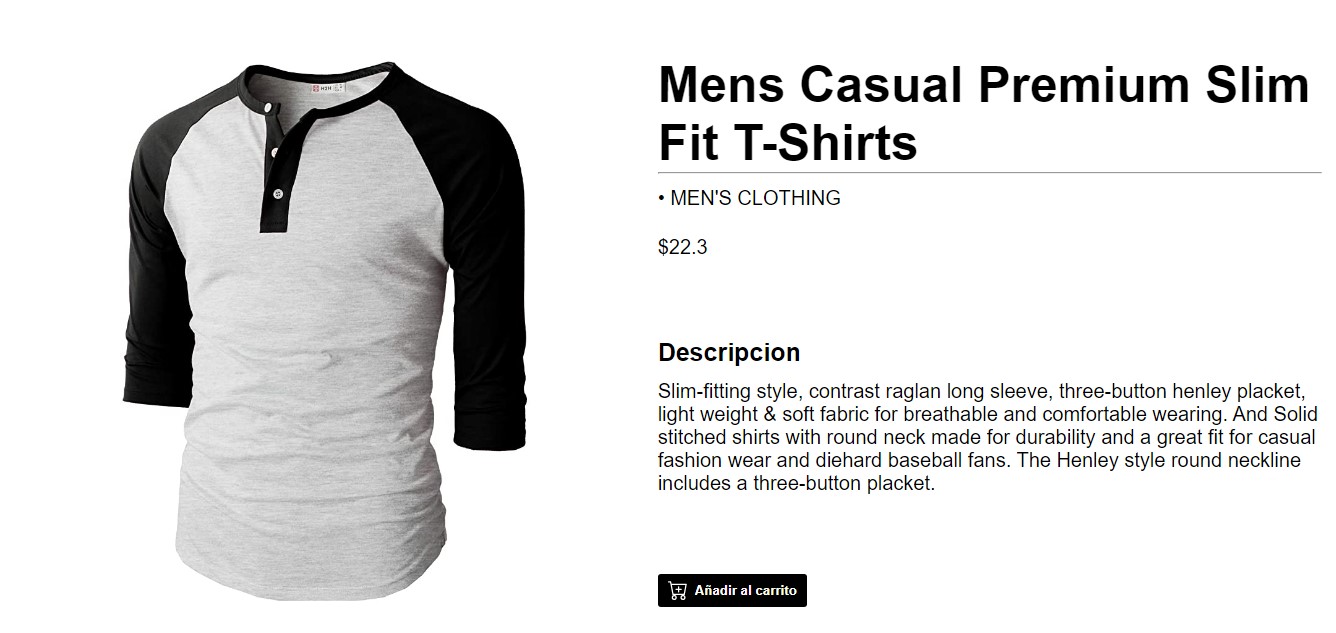 H2H
Mens Casual Premium Slim
Fit T-Shirts
• MEN'S CLOTHING
$22.3
Descripcion
Slim-fitting style, contrast raglan long sleeve, three-button henley placket,
light weight & soft fabric for breathable and comfortable wearing. And Solid
stitched shirts with round neck made for durability and a great fit for casual
fashion wear and diehard baseball fans. The Henley style round neckline
includes a three-button placket.
Añadir al carrito